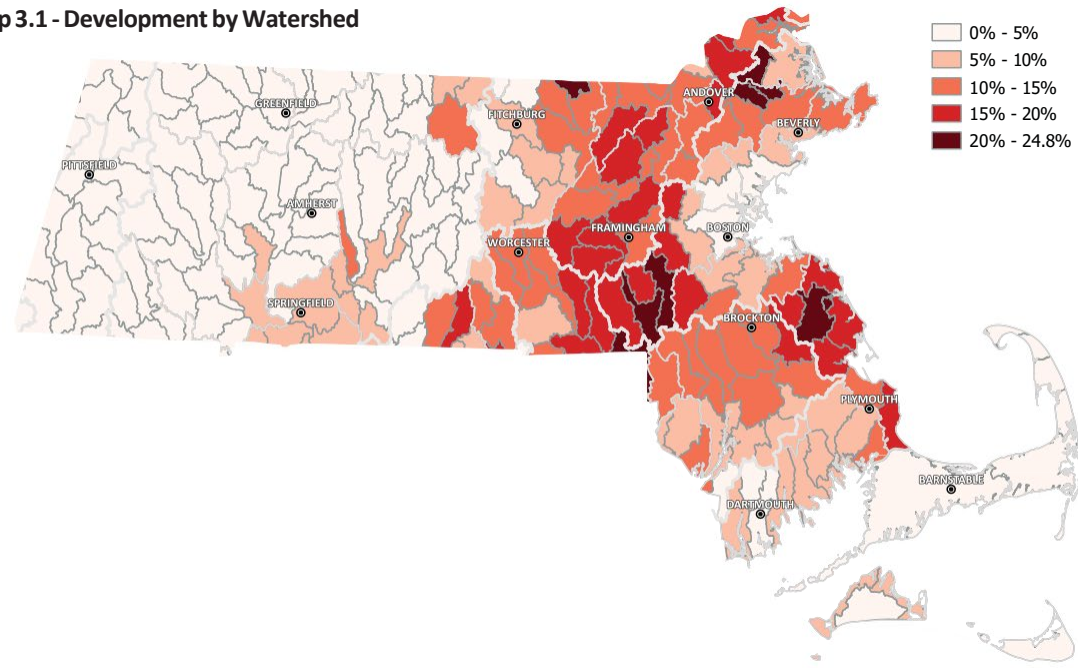 p 3.1 - Development by Watershed
0% - 5%
5% - 10%
10% - 15%
15% - 20%
20% - 24.8%
GREENFIELD
FITCHBURG
ANDOVER
BEVERLY
PITTSFIELD
AMHERST
WORCESTER
FRAMINGHAM
BOSTON
SPRINGFIELD
BROCKTON
PLYMOUTH
BARNSTABLE
DARTMOUTH